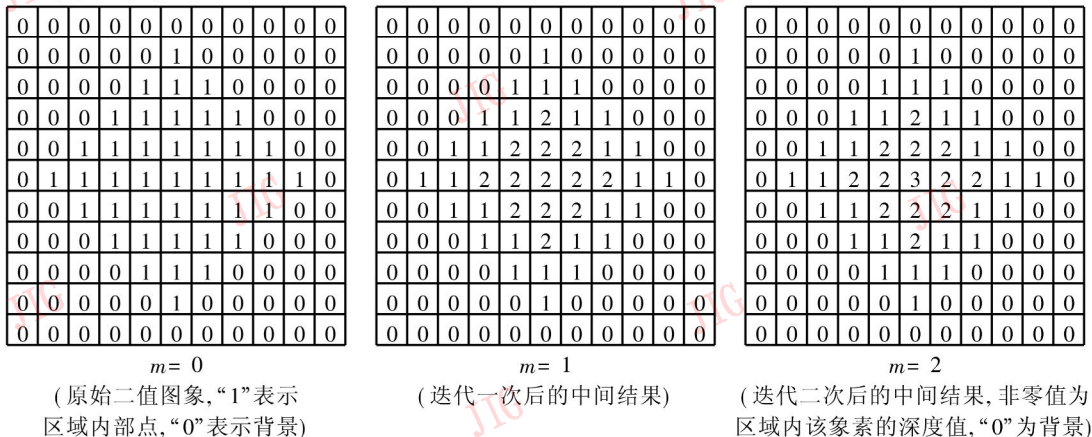 0 0 0 0 0 0 0 0 0 0 0
0 0 0 0 0 1 0 0 0 0 0
0 0 0 0 1 1 1 0 0 0 0
0 0 0 1 1 1 1 1 0 0 0
0 0 1 1 1 1 1 1 1 0 0
0 1 1 1 1 1 1 1 1 1 0
0 0 1 1 1 1 1 1 1 0 0
0 0 0 1 1 1 1 1 0 0 0
0 0 0 0 1 1 1 0 0 0 0
0 0 0 0 0 1 0 0 0 0 0
0 0 0 0 0 0 0 0 0 0 0
m= 0
(原始二值图象,“1”表示
区域内部点,“0”表示背景)
0 0 0 0 0 0 0 0 0 0 0
0 0 0 0 0 1 0 0 0 0 0
0 0 0 0 1 1 1 0 0 0 0
0 0 0 1 1 2 1 1 0 0 0
0 0 1 1 2 2 2 1 1 0 0
0 1 1 2 2 2 2 2 1 1 0
0 0 1 1 2 2 2 1 1 0 0
0 0 0 1 1 2 1 1 0 0 0
0 0 0 0 1 1 1 0 0 0 0
0 0 0 0 0 1 0 0 0 0 0
0 0 0 0 0 0 0 0 0 0 0
m= 1
(迭代一次后的中间结果)
0 0 0 0 0 0 0 0 0 0 0
0 0 0 0 0 1 0 0 0 0 0
0 0 0 0 1 1 1 0 0 0 0
0 0 0 1 1 2 1 1 0 0 0
0 0 1 1 2 2 2 1 1 0 0
0 1 1 2 2 3 2 2 1 1 0
0 0 1 1 2 2 2 1 1 0 0
0 0 0 1 1 2 1 1 0 0 0
0 0 0 0 1 1 1 0 0 0 0
0 0 0 0 0 1 0 0 0 0 0
0 0 0 0 0 0 0 0 0 0 0
m= 2
(迭代二次后的中间结果,非零值为
区域内该象素的深度值,“0”为背景)
JIG
JIG
JIG
JIG
JIG
JIG